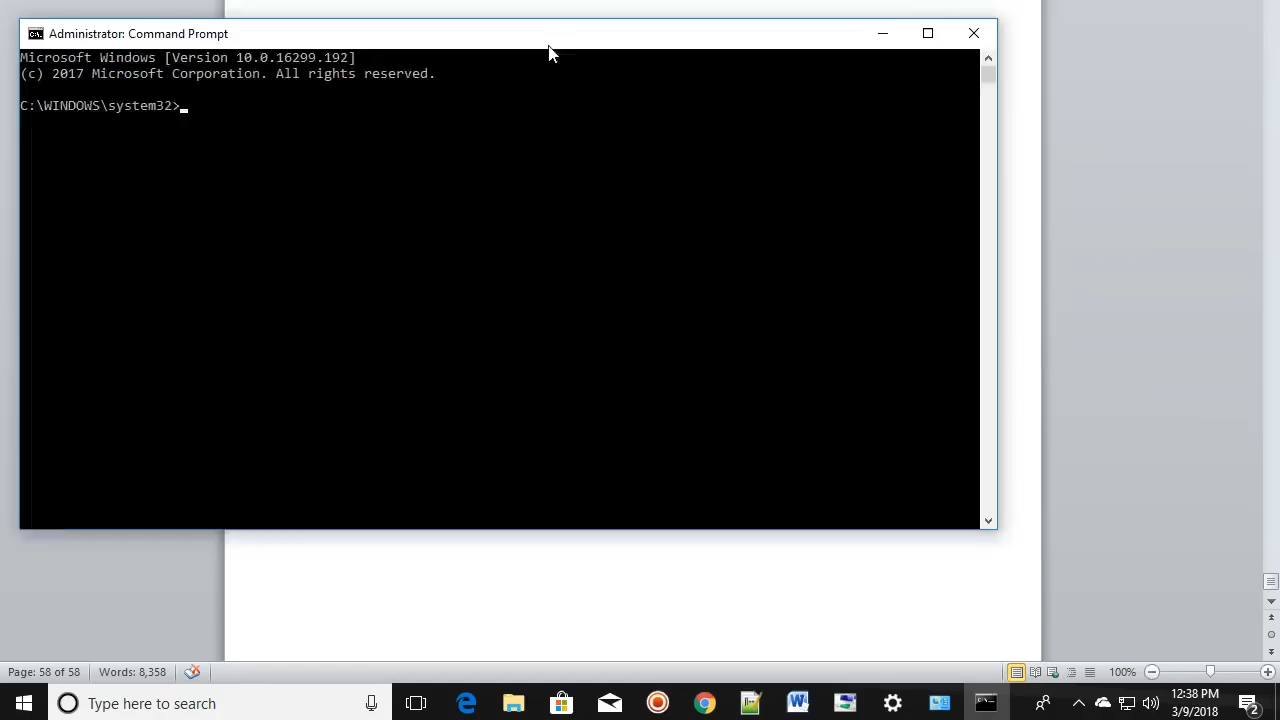 Administrator: Command Prompt
Microsoft Windows [Version 10.0.16299.192]
(c) 2017 Microsoft Corporation. All rights reserved.
C:\WINDOWS\system32>
Page: 58 of 58
Words: 8,358
100%
Type here to search
12:38 PM
3/9/2018
2